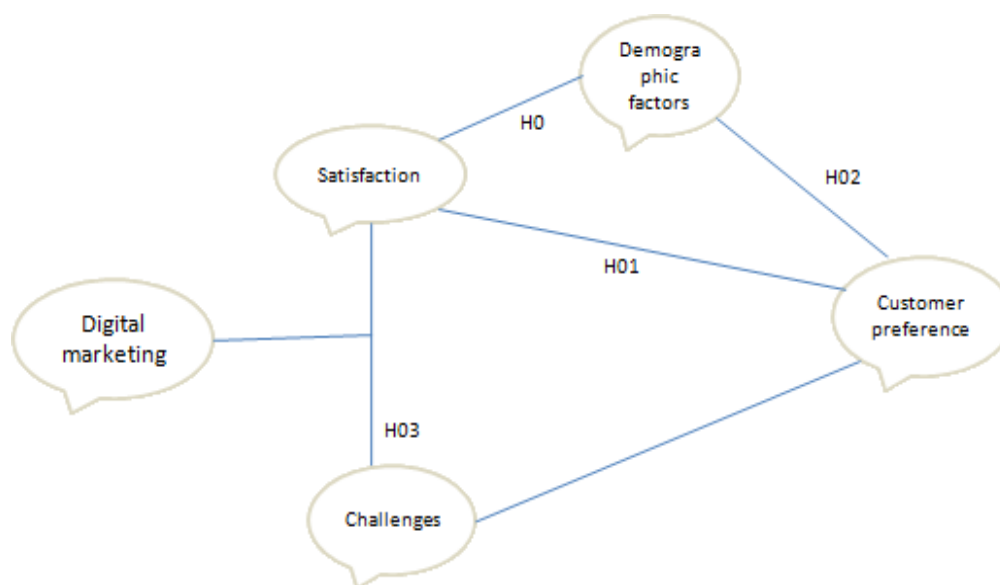 Demogra
phic
factors
H0
Satisfaction
H02
H01
Customer
preference
Digital
marketing
H03
Challenges